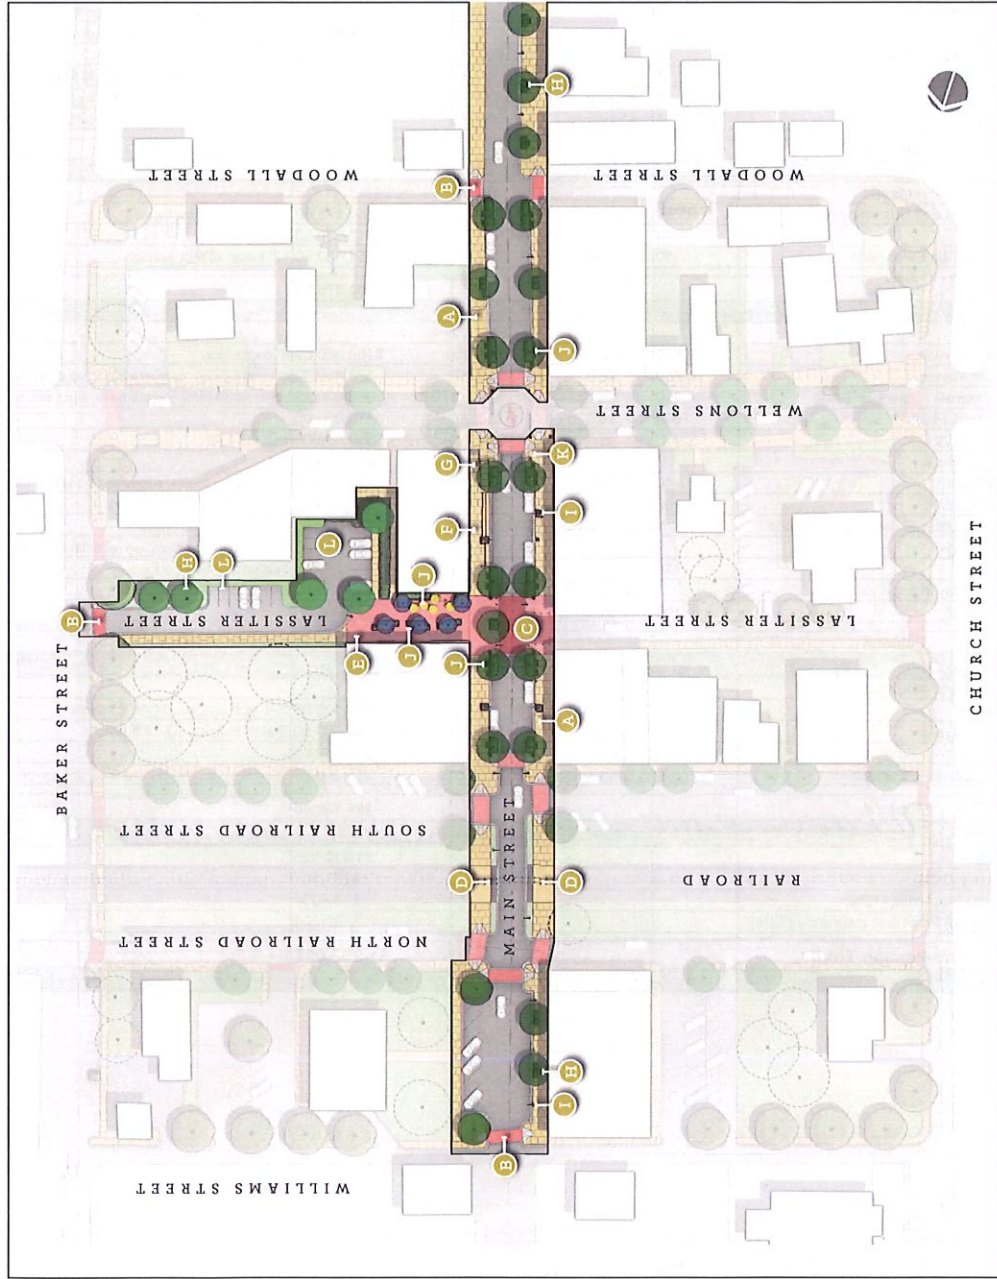 WOODALL STREET
WOODALL STREET
H
B
A
J
WELLONS STREET
G
K
F
I
BAKER STREET
B
H
L
L
LASSITER STREET
J
E
J
J
C
LASSITER STREET
CHURCH STREET
A
SOUTH RAILROAD STREET
MAIN STREET
D
D
RAILROAD
NORTH RAILROAD STREET
H
I
B
WILLIAMS STREET